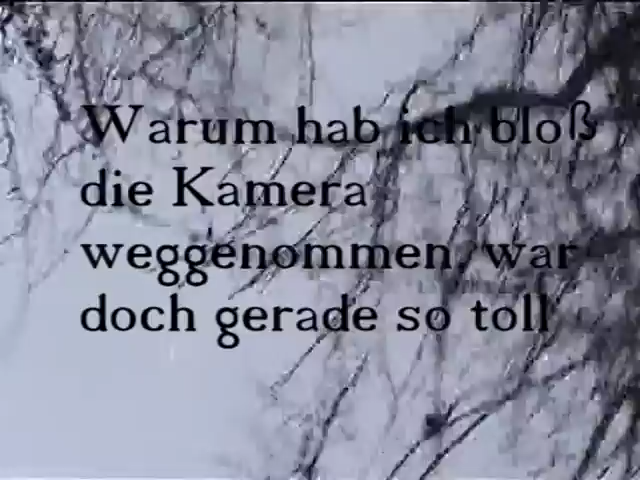 Warum hab ich bloß
die Kamera
weggenommen, war
doch gerade so toll